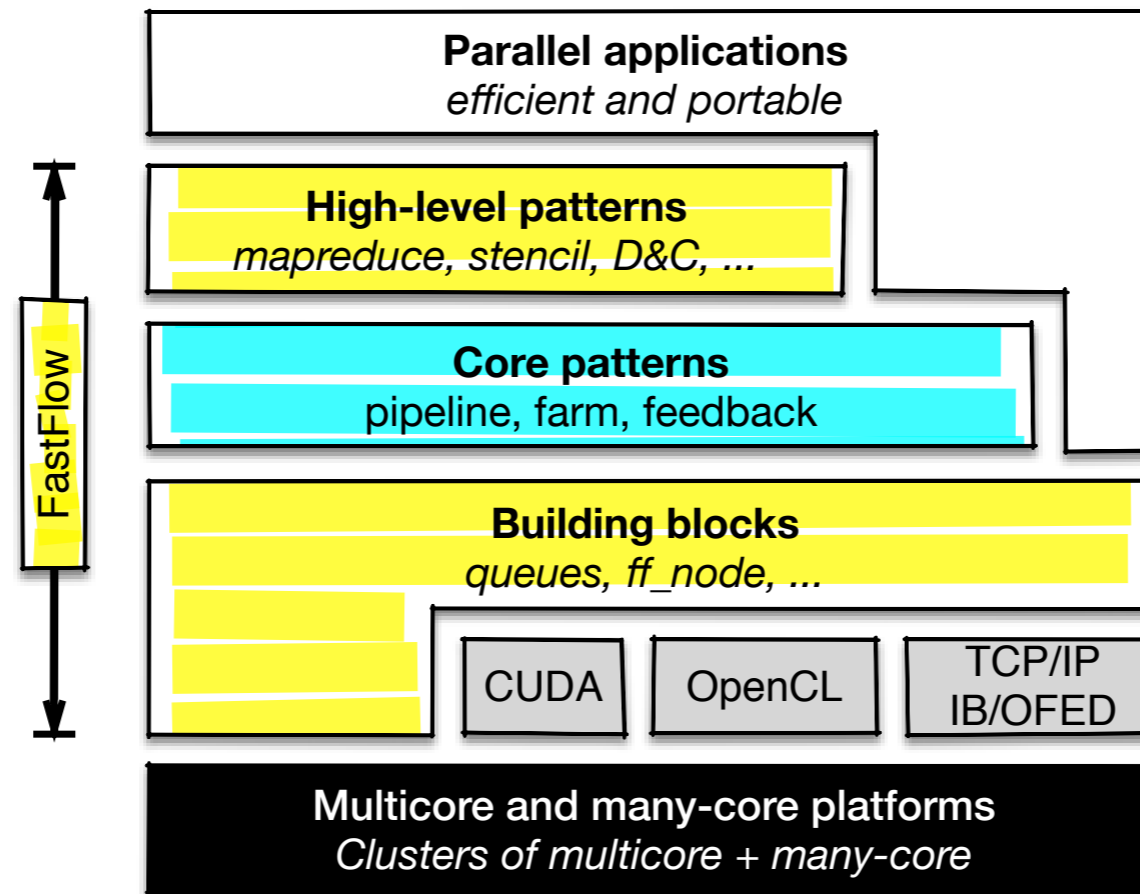 Parallel applications
efficient and portable
High-level patterns
mapreduce, stencil, D&C, ...
FastFlow
Core patterns
pipeline, farm, feedback
Building blocks
queues, ff_node, ...
CUDA
OpenCL
TCP/IP
IB/OFED
Multicore and many-core platforms
Clusters of multicore + many-core